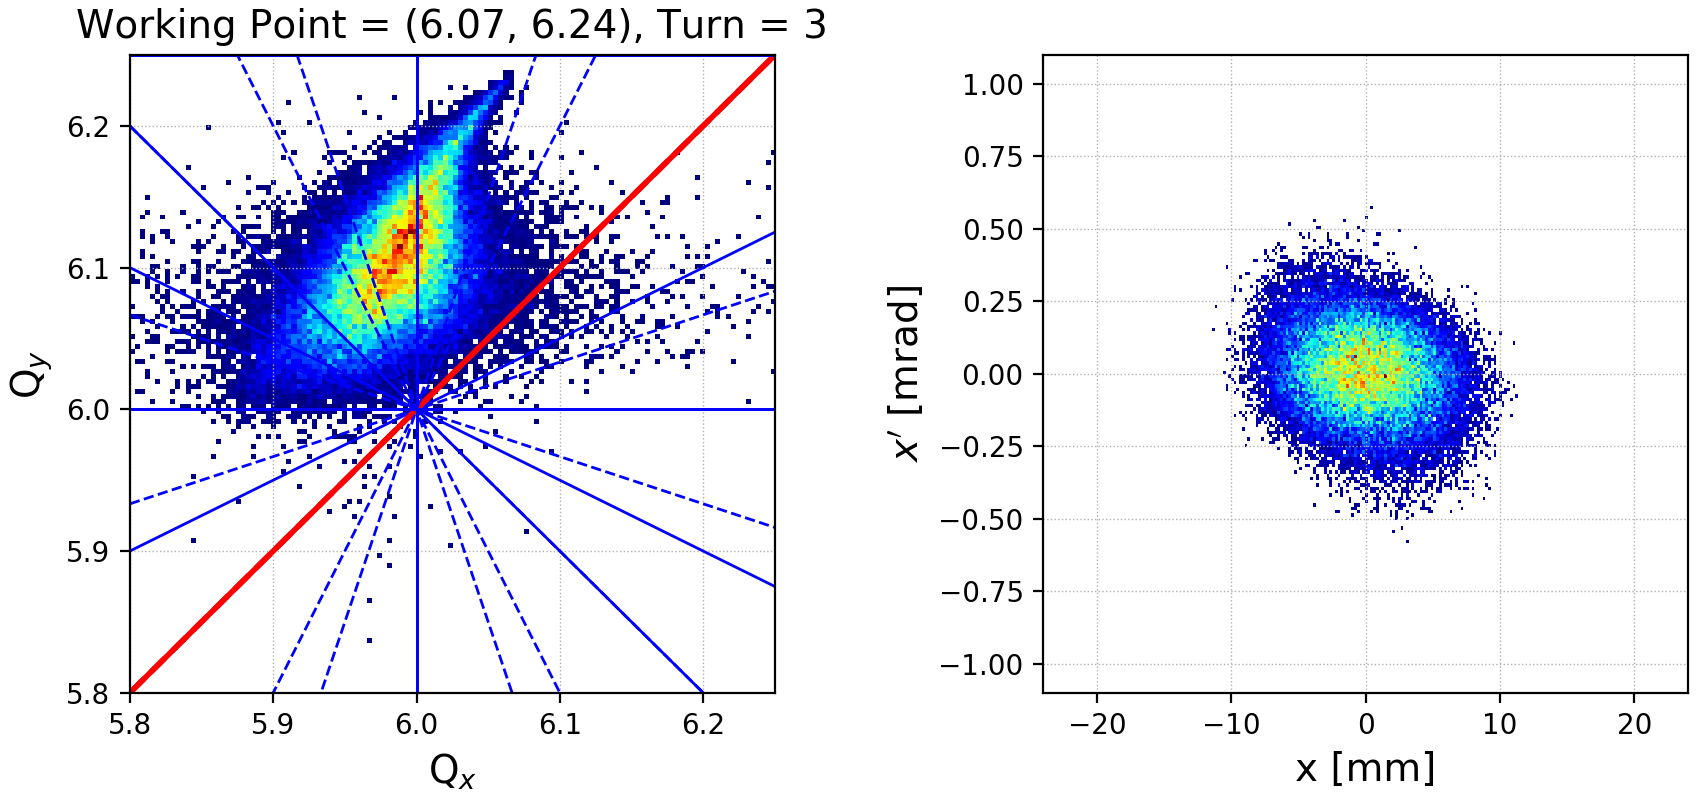 Working Point = (6.07, 6.24), Turn = 3
6.2
6.1
6.0
5.9
5.8
Q_y
5.8 5.9 6.0 6.1 6.2
Q_x
1.00
0.75
0.50
0.25
0.00
−0.25
−0.50
−0.75
−1.00
x′ [mrad]
−20 −10 0 10 20
x [mm]